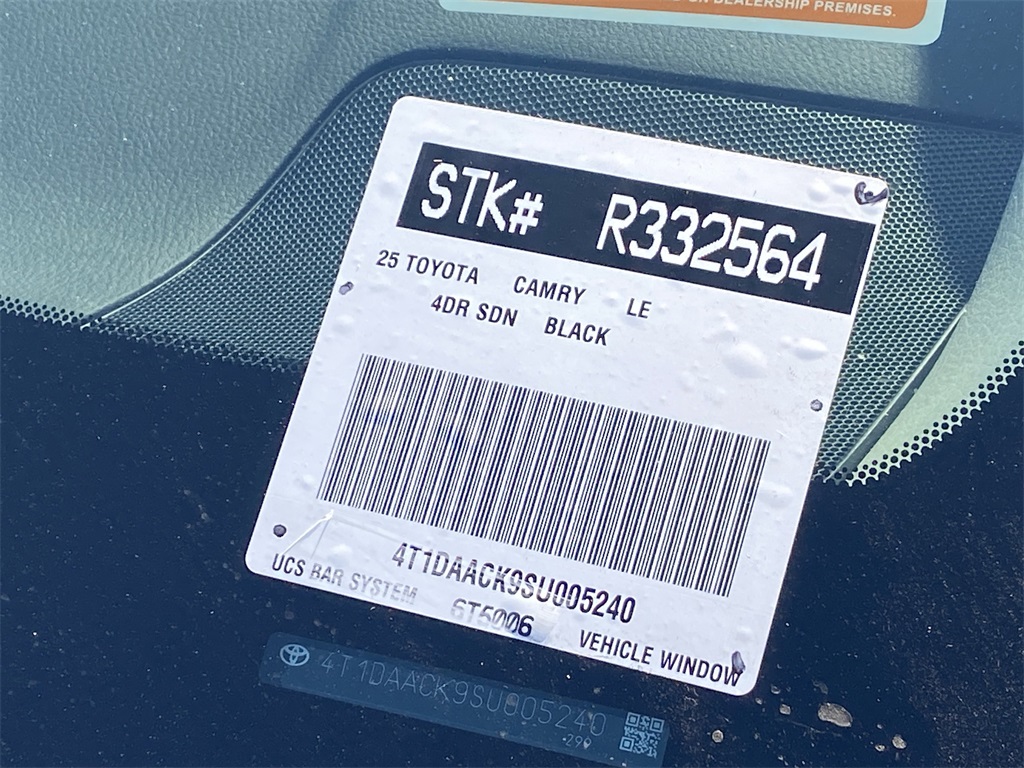 DEALERSHIP PREMISES.
STK# R332564
25 TOYOTA CAMRY LE
4DR SDN BLACK
4T1DAACK9SU005240
UCS BAR SYSTEM 6T5006 VEHICLE WINDOW
4T1DAACK9SU005240
-299